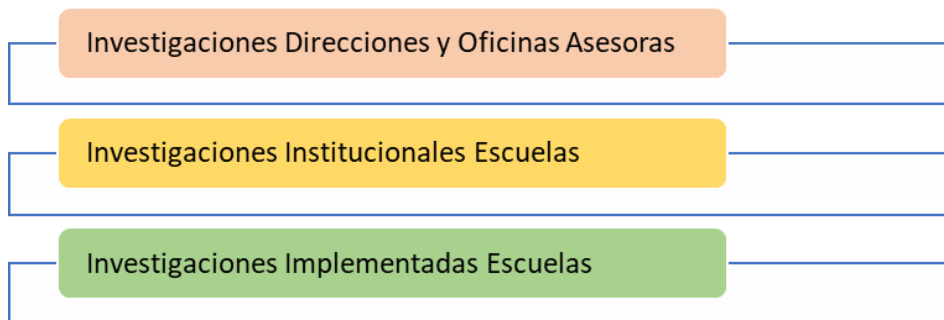 Investigaciones Direcciones y Oficinas Asesoras
Investigaciones Institucionales Escuelas
Investigaciones Implementadas Escuelas